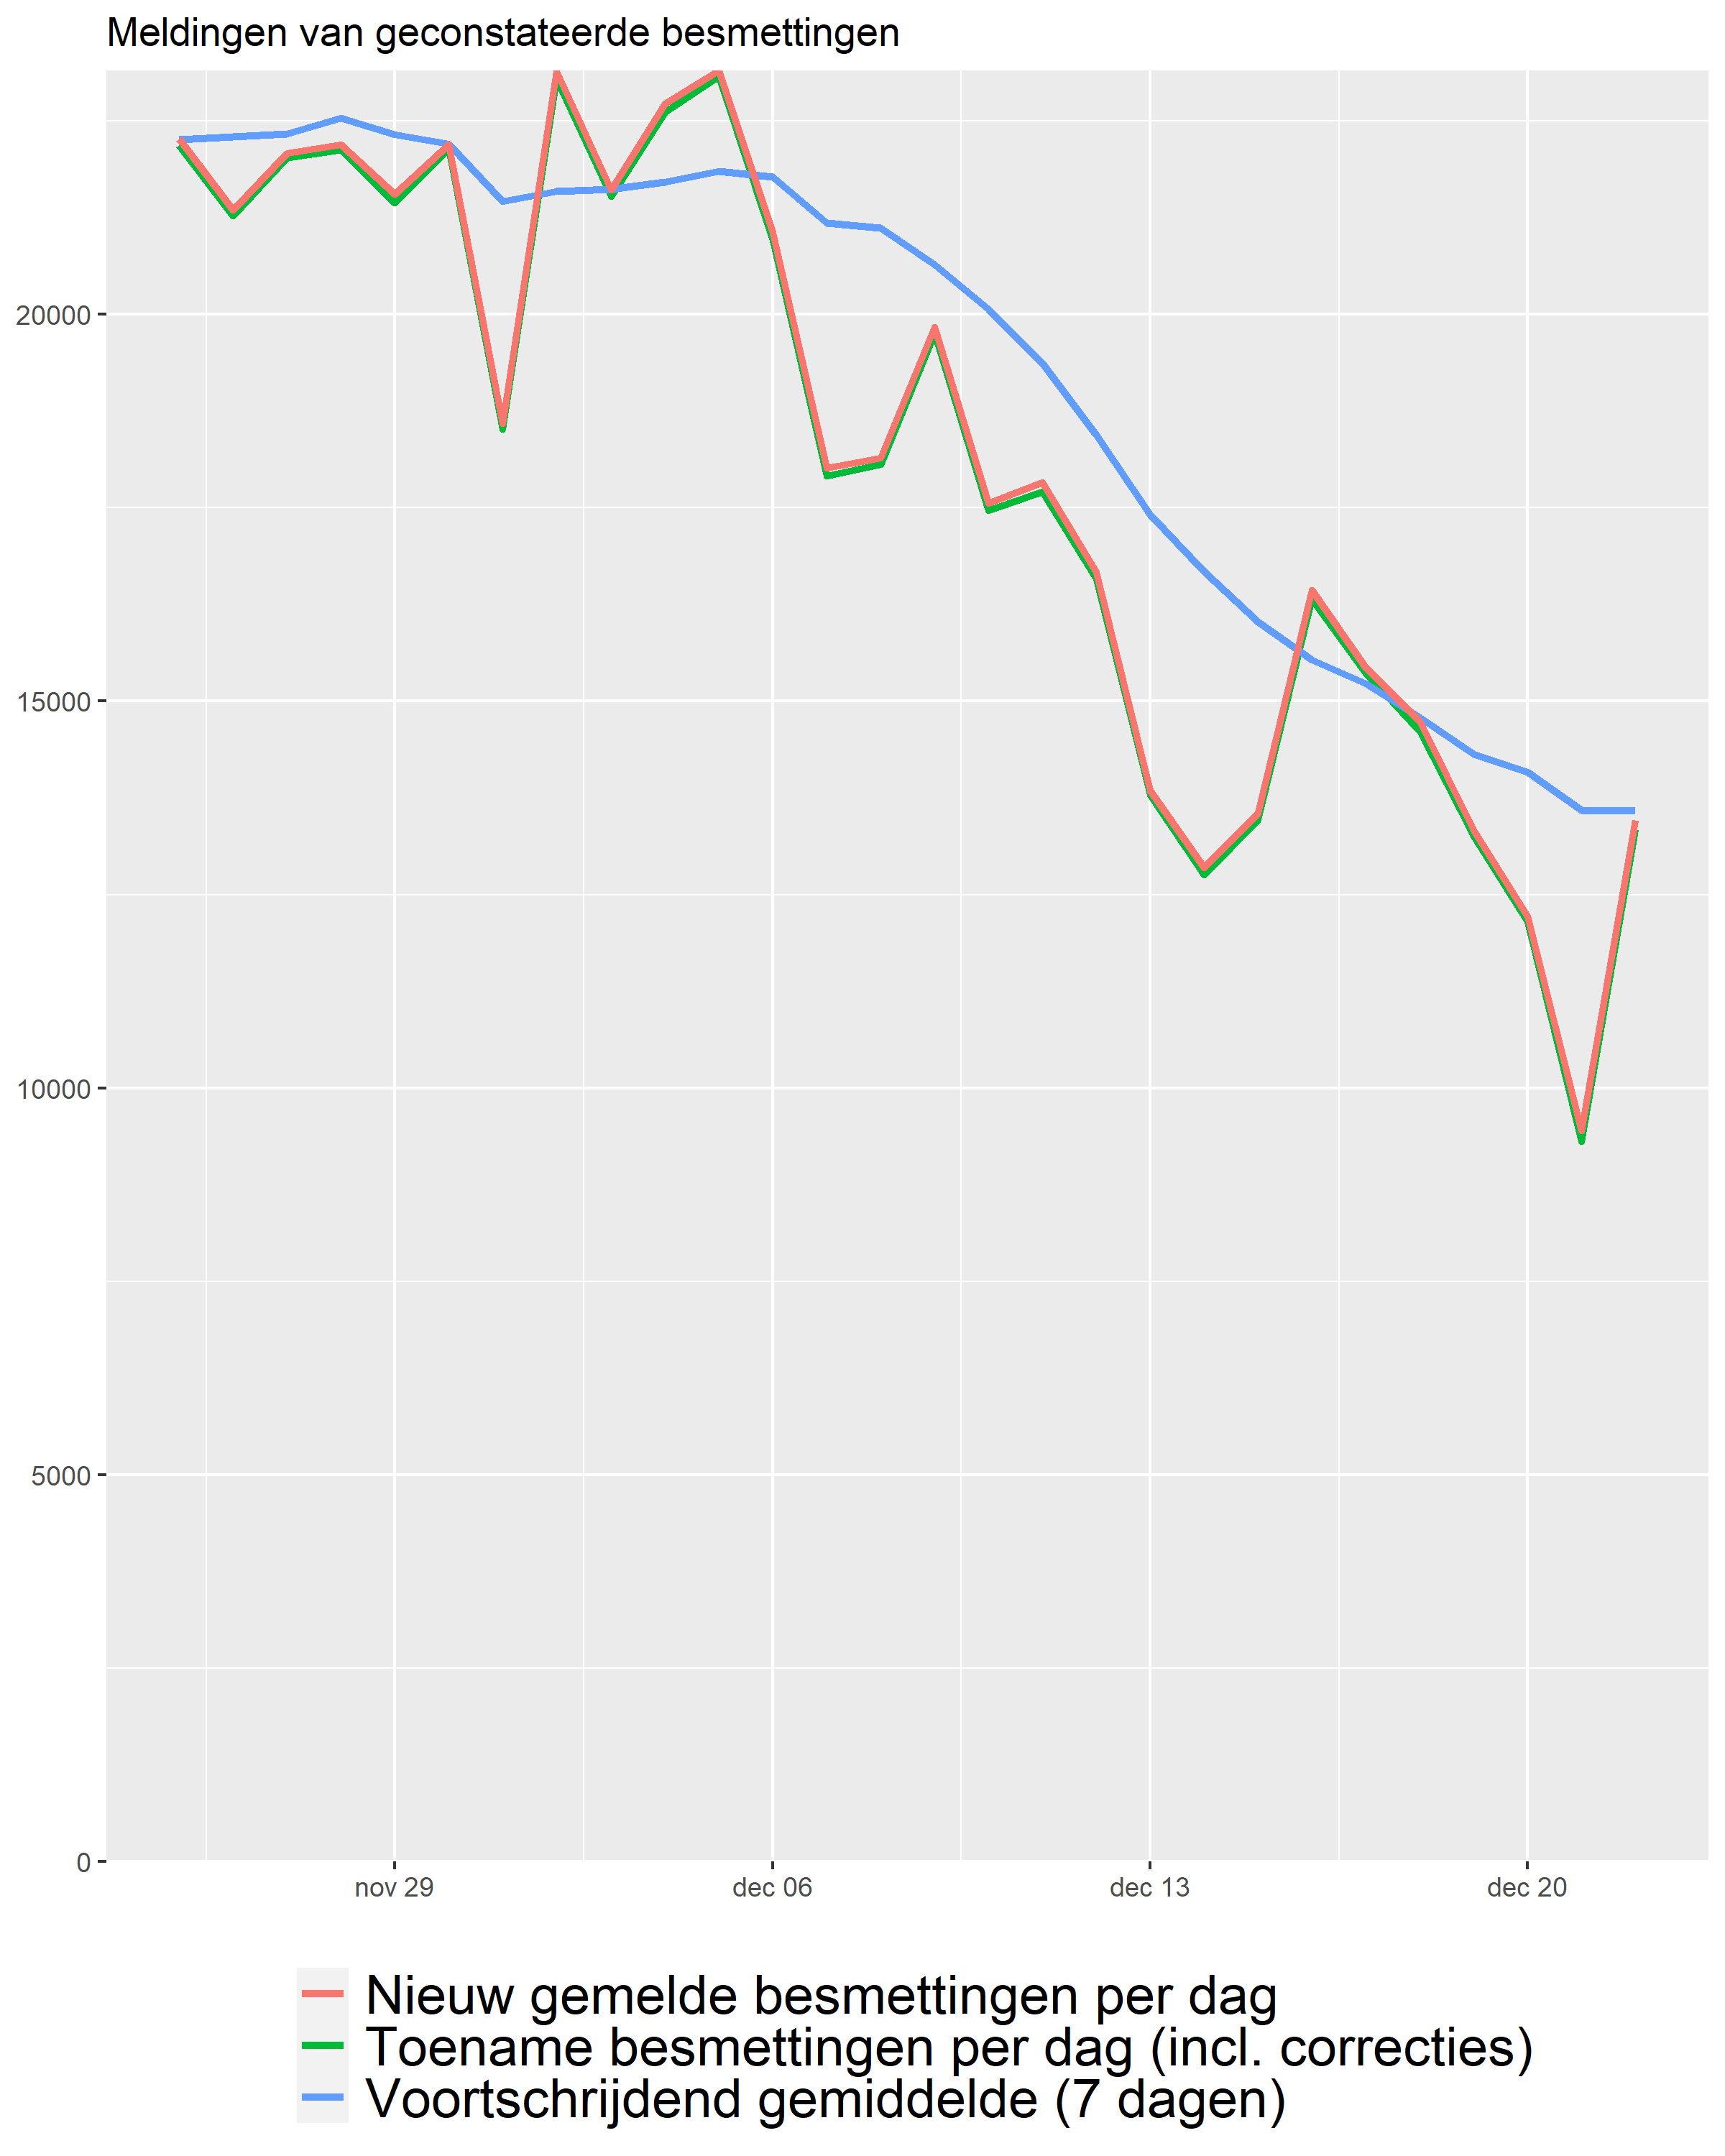 Meldingen van geconstateerde besmettingen
20000
15000
10000
5000
0
nov 29 dec 06 dec 13 dec 20
Nieuw gemelde besmettingen per dag
Toename besmettingen per dag (incl. correcties)
Voortschrijdend gemiddelde (7 dagen)